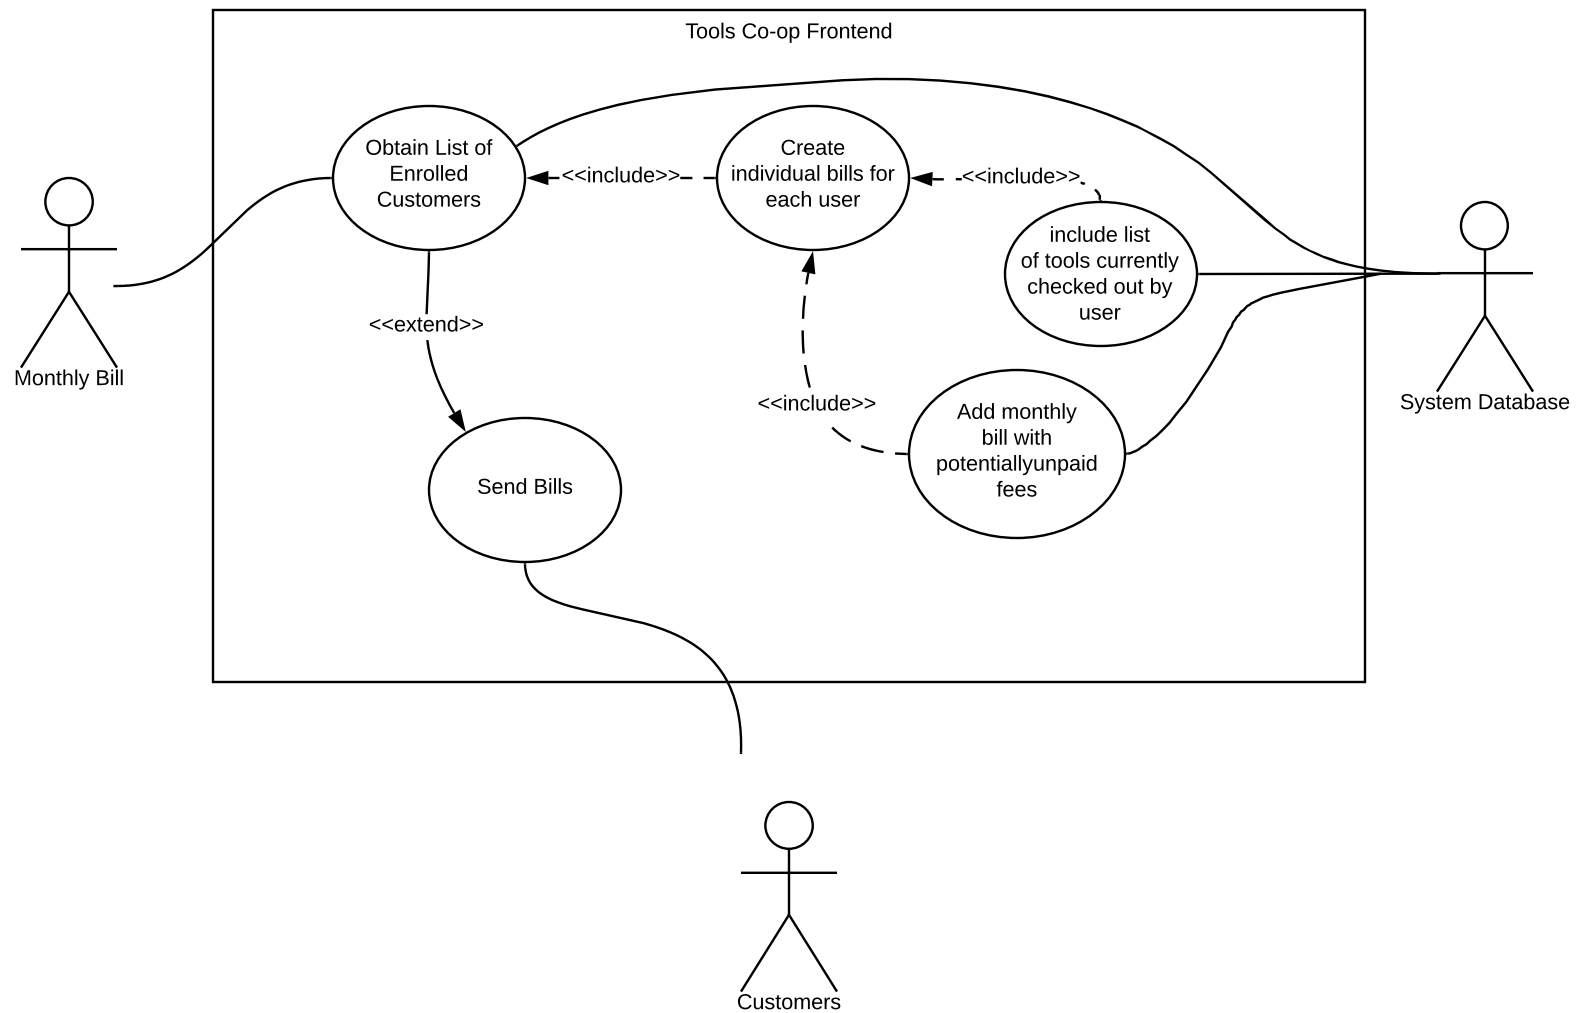 Tools Co-op Frontend
Obtain List of
Enrolled
Customers
<<include>>
Create
individual bills for
each user
<<include>>
include list
of tools currently
checked out by
user
Monthly Bill
<<extend>>
System Database
<<include>>
Add monthly
bill with
potentiallyunpaid
fees
Send Bills
Customers